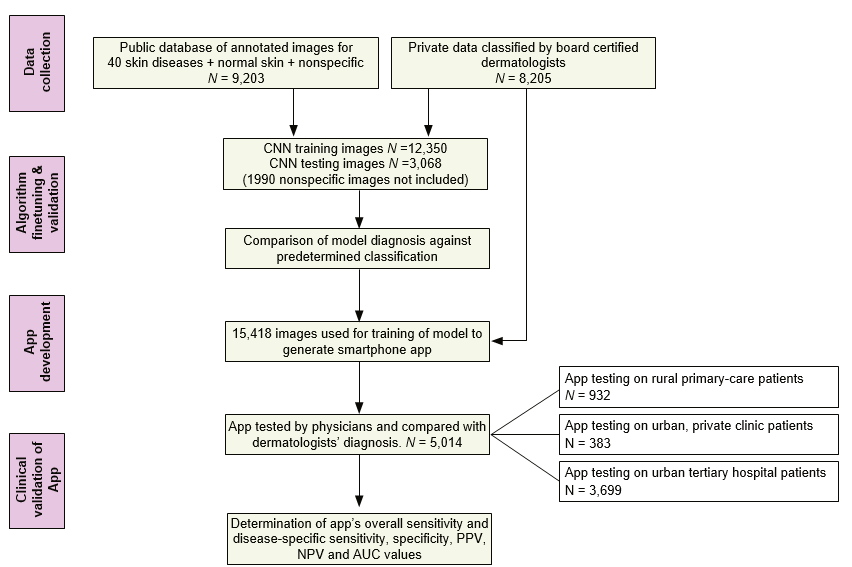 Data
collection
Public database of annotated images for
40 skin diseases + normal skin + nonspecific
N = 9,203
Private data classified by board certified
dermatologists
N = 8,205
Algorithm
finetuning &
validation
CNN training images N =12,350
CNN testing images N =3,068
(1990 nonspecific images not included)
Comparison of model diagnosis against
predetermined classification
App
development
15,418 images used for training of model to
generate smartphone app
Clinical
validation of
App
App tested by physicians and compared with
dermatologists’ diagnosis. N = 5,014
App testing on rural primary-care patients
N = 932
App testing on urban, private clinic patients
N = 383
App testing on urban tertiary hospital patients
N = 3,699
Determination of app’s overall sensitivity and
disease-specific sensitivity, specificity, PPV,
NPV and AUC values